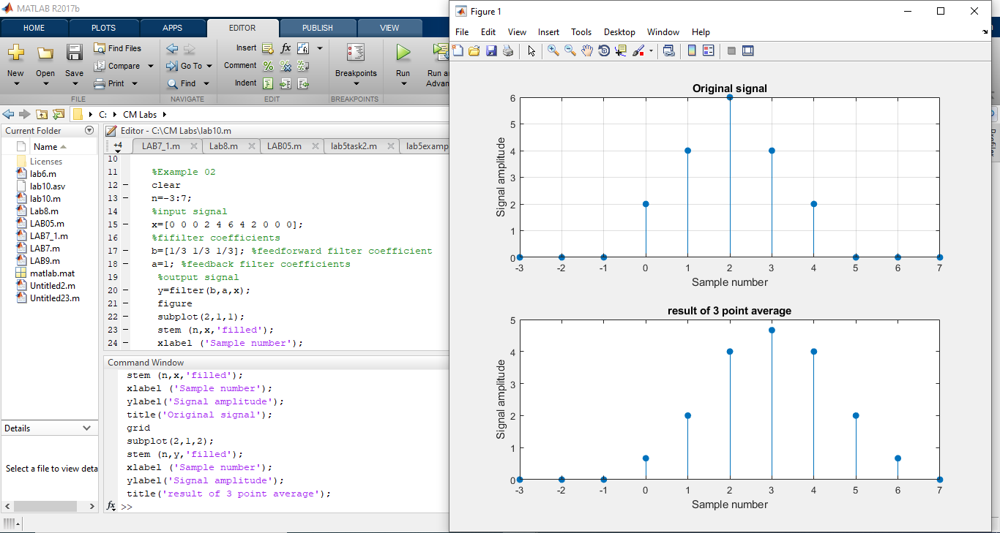 MATLAB R2017b
HOME PLOTS APPS EDITOR PUBLISH VIEW
New
Open
Save
Find Files
Compare
Print
FILE
Go To
Find
NAVIGATE
Insert fx
Comment
Indent
EDIT
Breakpoints
BREAKPOINTS
Run
Run an
Advan
C: CM Labs
Current Folder
Name
Licenses
lab6.m
lab10.asv
lab10.m
Lab8.m
LAB05.m
LAB7_1.m
LAB7.m
LAB9.m
matlab.mat
Untitled2.m
Untitled23.m
Details
Select a file to view deta
Editor - C:\CM Labs\lab10.m
+4 LAB7_1.m Lab8.m LAB05.m lab5task2.m lab5examp
10
11 %Example 02
12 – clear
13 – n=-3:7;
14 %input signal
15 – x=[0 0 0 2 4 6 4 2 0 0 0];
16 %fifilter coefficients
17 – b=[1/3 1/3 1/3]; %feedforward filter coefficient
18 – a=1; %feedback filter coefficients
19 %output signal
20 – y=filter(b,a,x);
21 – figure
22 – subplot(2,1,1);
23 – stem (n,x,'filled');
24 – xlabel ('Sample number');
Command Window
stem (n,x,'filled');
xlabel ('Sample number');
ylabel('Signal amplitude');
title('Original signal');
grid
subplot(2,1,2);
stem (n,y,'filled');
xlabel ('Sample number');
ylabel('Signal amplitude');
title('result of 3 point average');
fx >>
Figure 1
File Edit View Insert Tools Desktop Window Help
Original signal
Signal amplitude
6
5
4
3
2
1
0
-3 -2 -1 0 1 2 3 4 5 6 7
Sample number
result of 3 point average
Signal amplitude
5
4
3
2
1
0
-3 -2 -1 0 1 2 3 4 5 6 7
Sample number